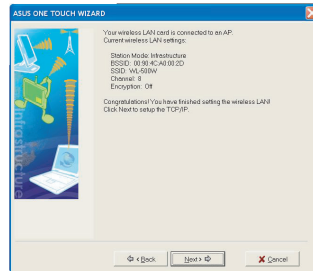 ASUS ONE TOUCH WIZARD
Your wireless LAN card is connected to an AP.
Current wireless LAN settings:
Station Mode: Infrastructure
BSSID: 00:90:4C:A0:00:2D
SSID: WL-500W
Channel: 8
Encryption: Off
Congratulations! You have finished setting the wireless LAN!
Click Next to setup the TCP/IP.
Infrastructure
< Back
Next >
Cancel